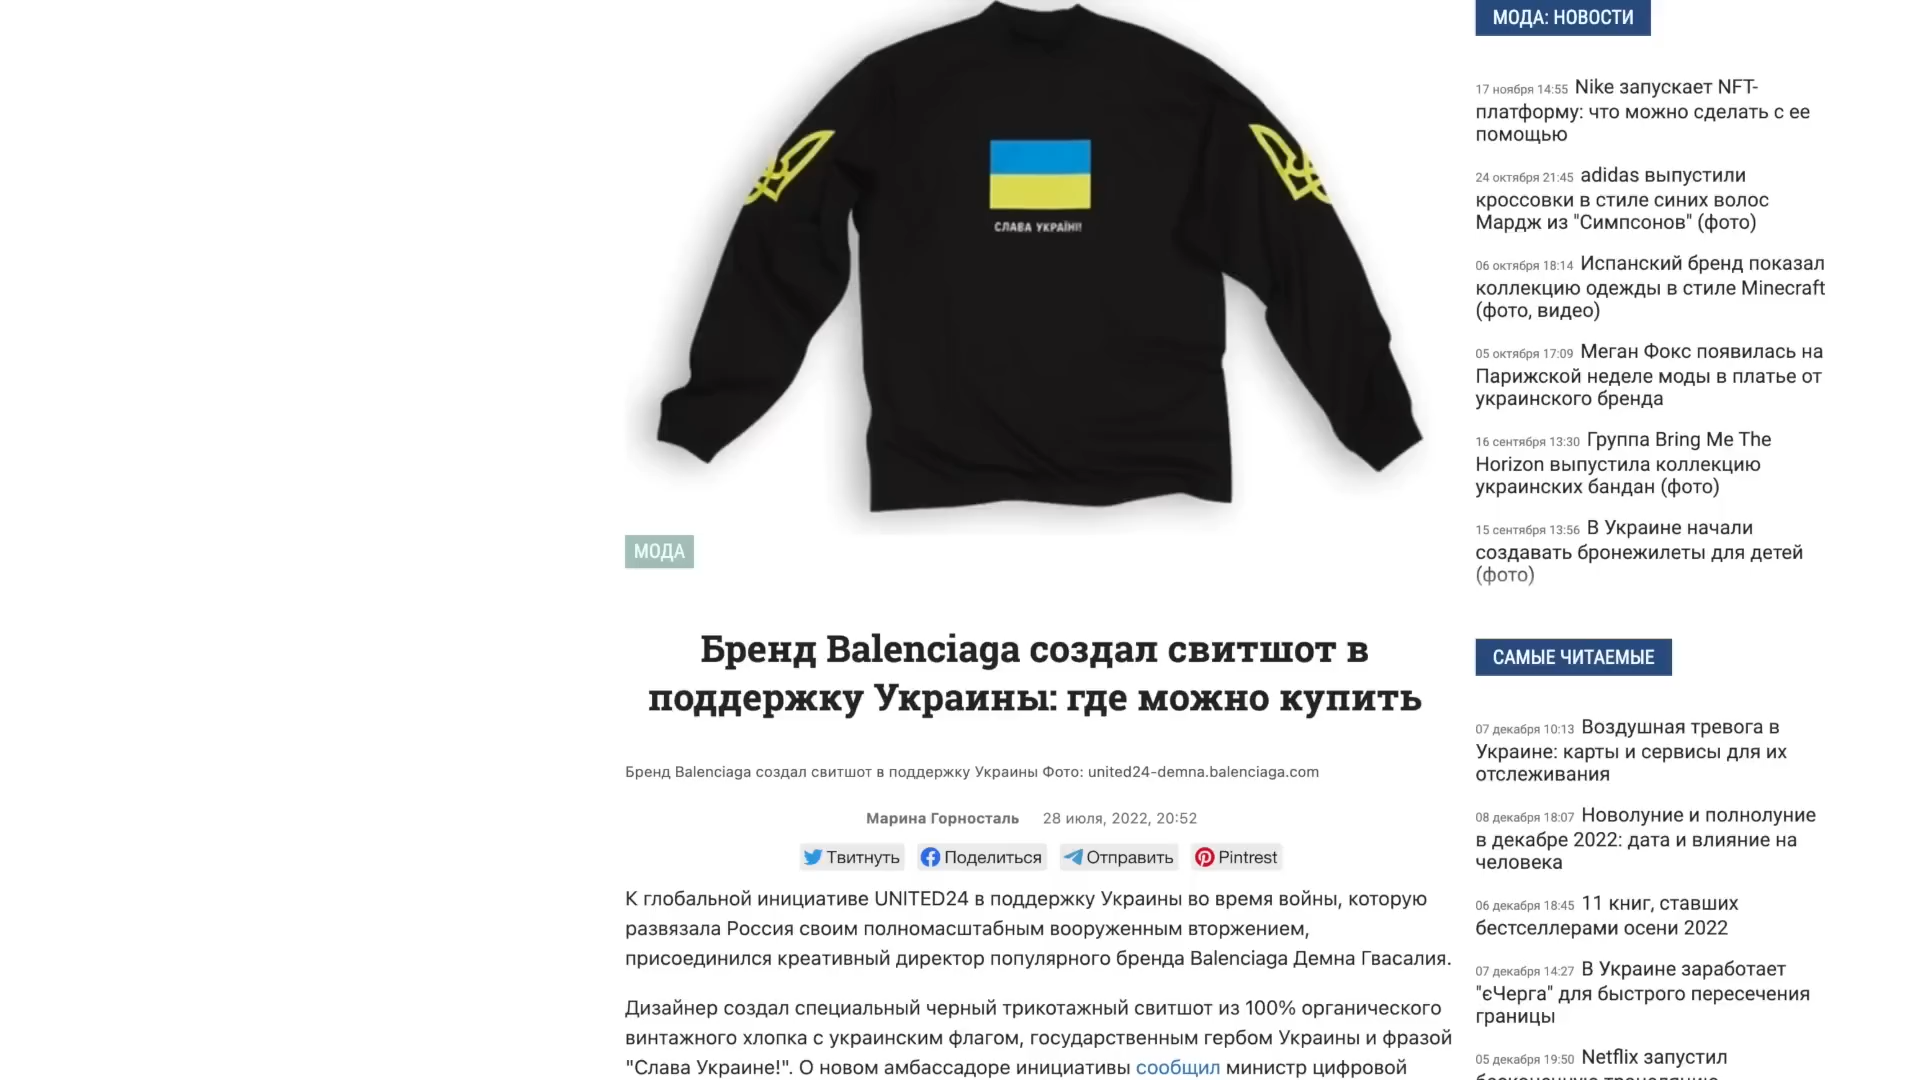 СЛАВА УКРАЇНІ!
МОДА
Бренд Balenciaga создал свитшот в
поддержку Украины: где можно купить
Бренд Balenciaga создал свитшот в поддержку Украины Фото: united24-demna.balenciaga.com
Марина Горносталь 28 июля, 2022, 20:52
Твитнуть Поделиться Отправить Pintrest
К глобальной инициативе UNITED24 в поддержку Украины во время войны, которую
развязала Россия своим полномасштабным вооруженным вторжением,
присоединился креативный директор популярного бренда Balenciaga Демна Гвасалия.
Дизайнер создал специальный черный трикотажный свитшот из 100% органического
винтажного хлопка с украинским флагом, государственным гербом Украины и фразой
"Слава Украине!". О новом амбассадоре инициативы сообщил министр цифровой
МОДА: НОВОСТИ
17 ноября 14:55 Nike запускает NFT-
платформу: что можно сделать с ее
помощью
24 октября 21:45 adidas выпустили
кроссовки в стиле синих волос
Мардж из "Симпсонов" (фото)
06 октября 18:14 Испанский бренд показал
коллекцию одежды в стиле Minecraft
(фото, видео)
05 октября 17:09 Меган Фокс появилась на
Парижской неделе моды в платье от
украинского бренда
16 сентября 13:30 Группа Bring Me The
Horizon выпустила коллекцию
украинских бандан (фото)
15 сентября 13:56 В Украине начали
создавать бронежилеты для детей
(фото)
САМЫЕ ЧИТАЕМЫЕ
07 декабря 10:13 Воздушная тревога в
Украине: карты и сервисы для их
отслеживания
08 декабря 18:07 Новолуние и полнолуние
в декабре 2022: дата и влияние на
человека
06 декабря 18:45 11 книг, ставших
бестселлерами осени 2022
07 декабря 14:27 В Украине заработает
"єЧерга" для быстрого пересечения
границы
05 декабря 19:50 Netflix запустил